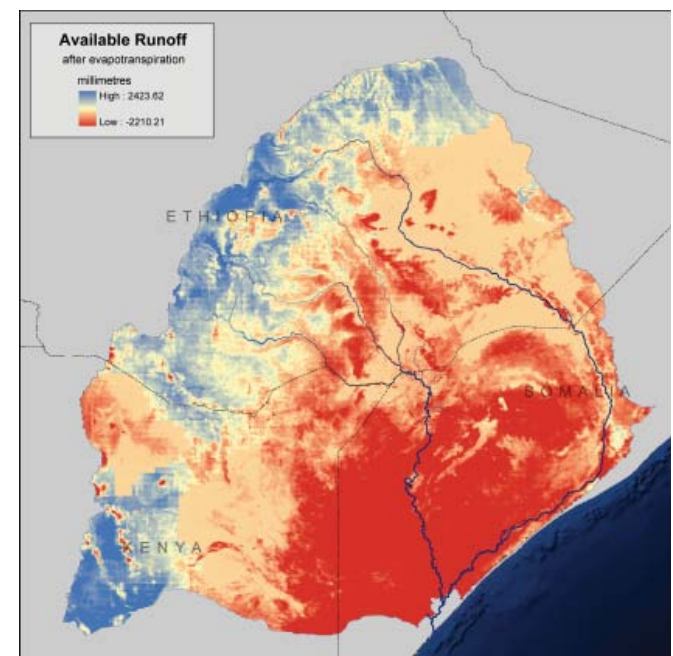 Available Runoff
after evapotranspiration
millimetres
High : 2423.62
Low : -2210.21
ETHIOPIA
SOMALIA
KENYA